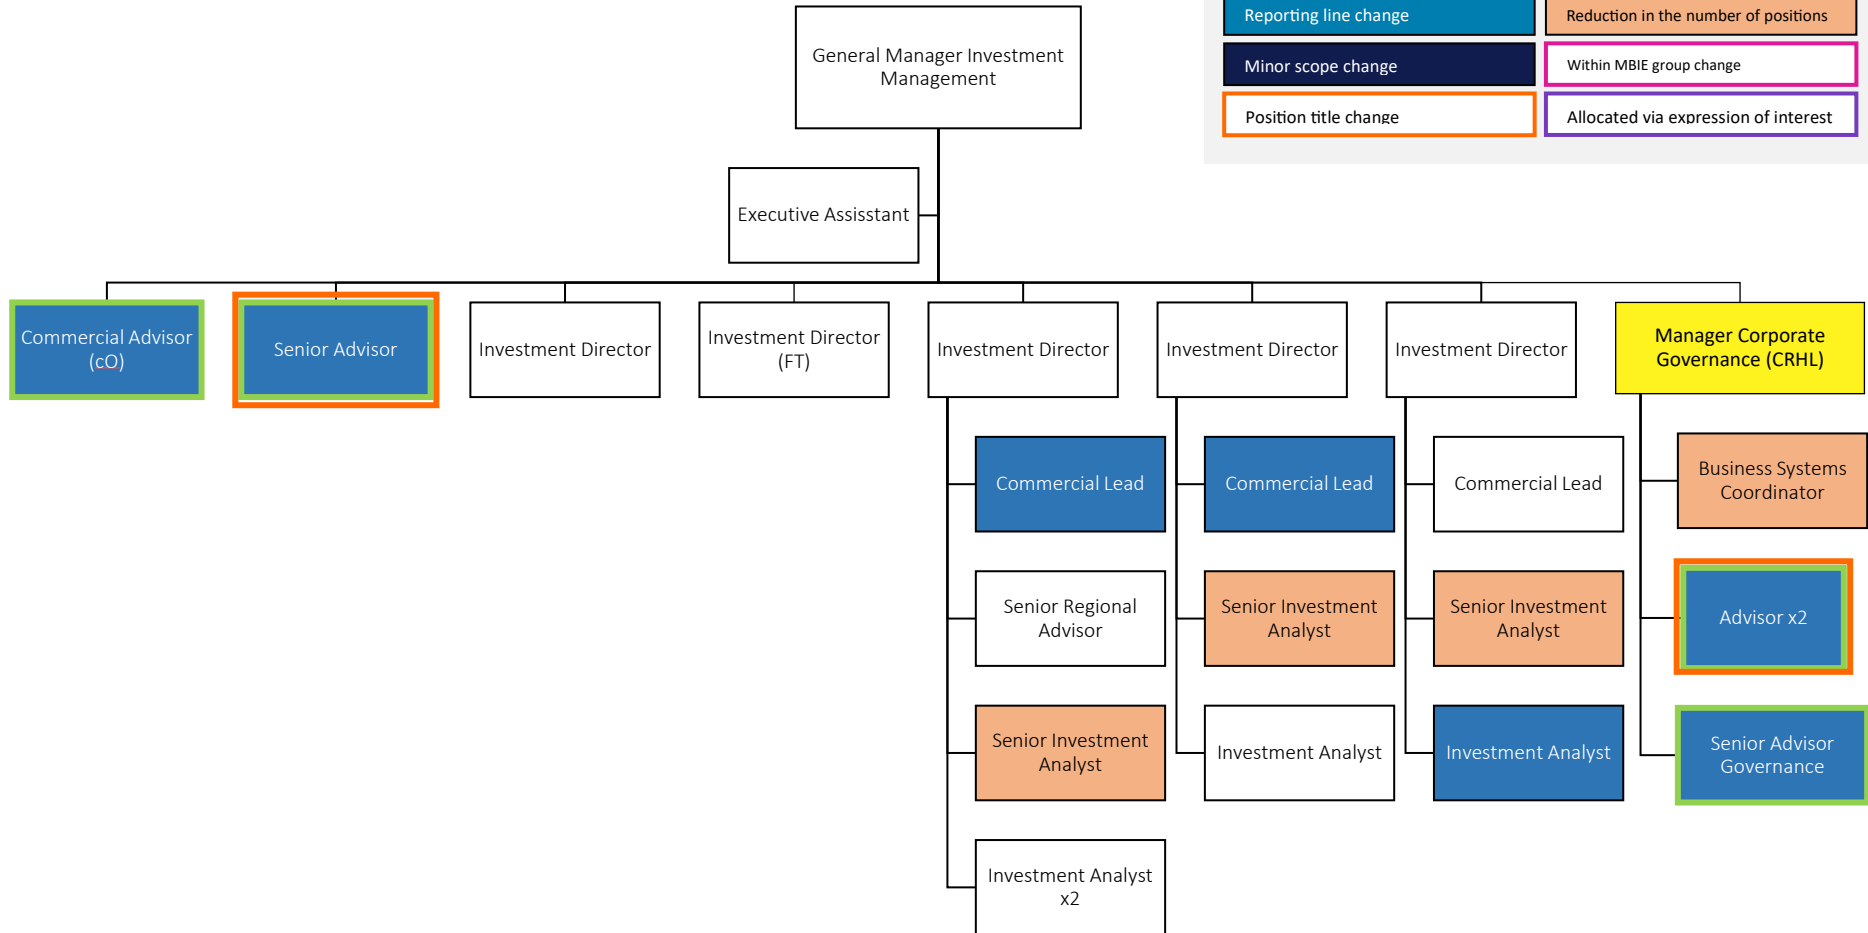 Reporting line change
Reduction in the number of positions
Minor scope change
Within MBIE group change
Position title change
Allocated via expression of interest
General Manager Investment
Management
Executive Assisstant
Commercial Advisor
(cO)
Senior Advisor
Investment Director
Investment Director
(FT)
Investment Director
Investment Director
Investment Director
Manager Corporate
Governance (CRHL)
Commercial Lead
Commercial Lead
Commercial Lead
Business Systems
Coordinator
Senior Regional
Advisor
Senior Investment
Analyst
Senior Investment
Analyst
Advisor x2
Senior Investment
Analyst
Investment Analyst
Investment Analyst
Senior Advisor
Governance
Investment Analyst
x2